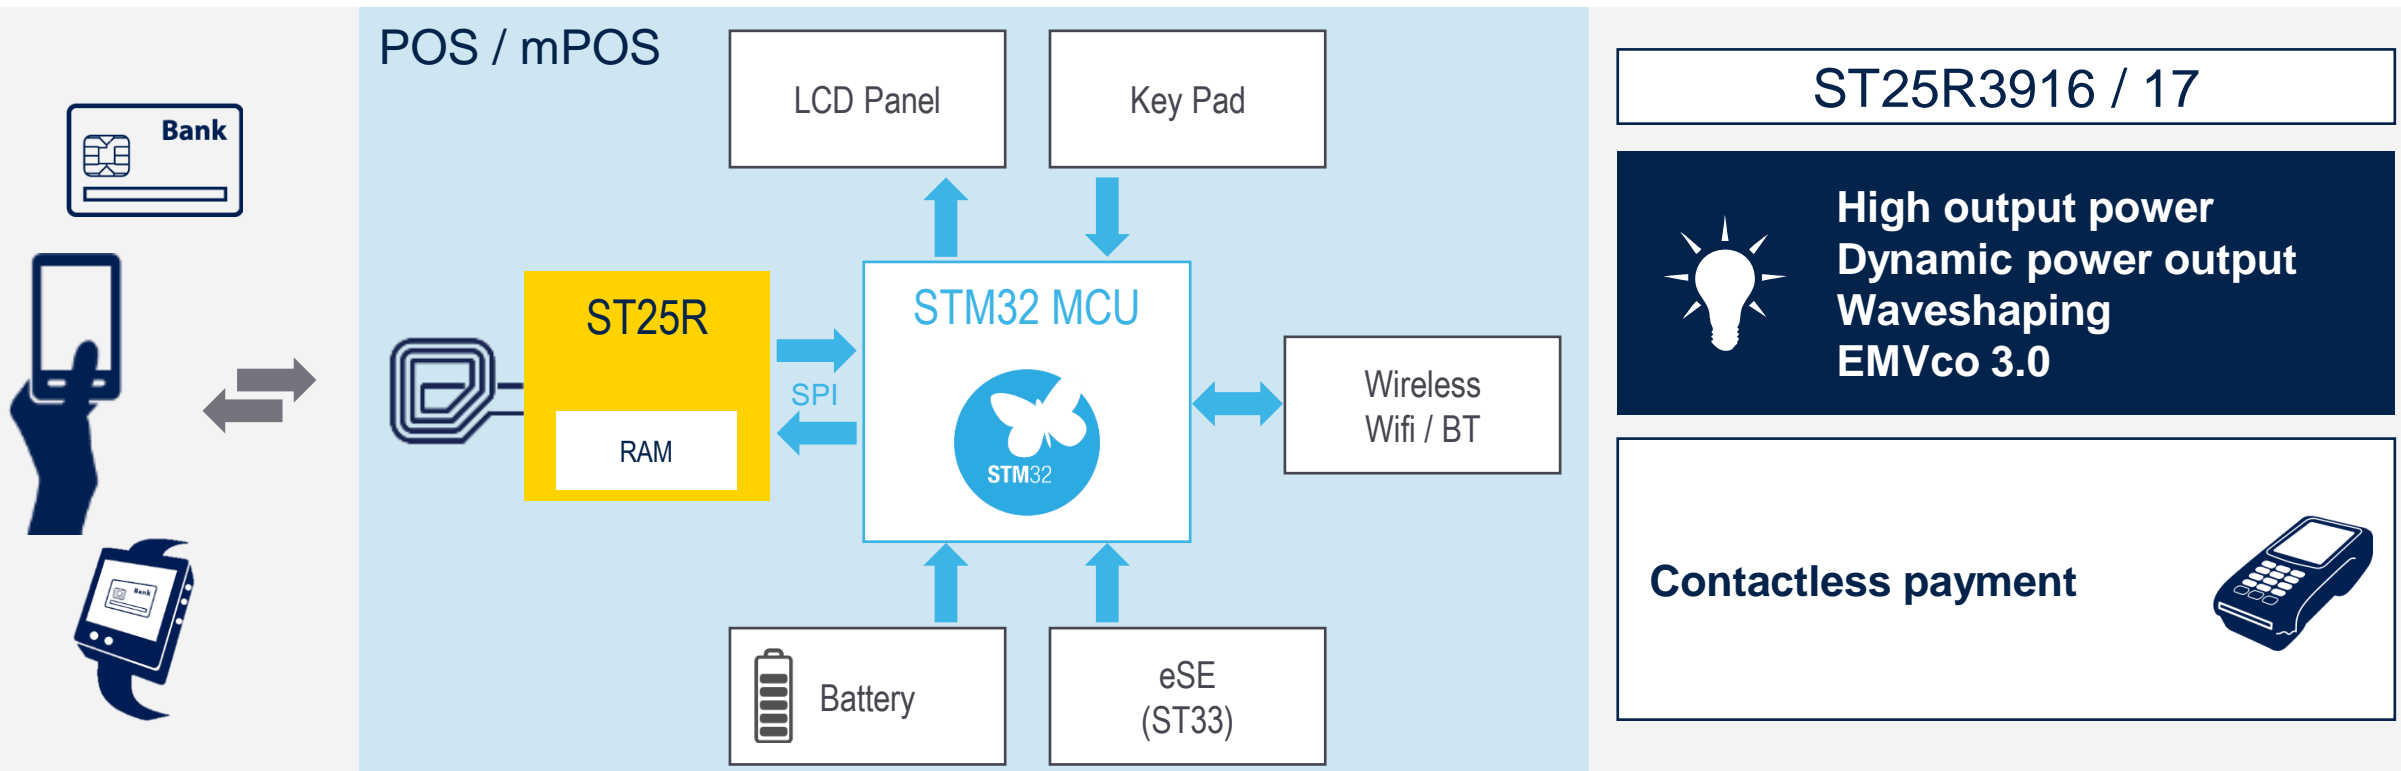 Bank
Bank
POS / mPOS
LCD Panel
Key Pad
ST25R
RAM
SPI
STM32 MCU
STM32
Wireless
Wifi / BT
Battery
eSE
(ST33)
ST25R3916 / 17
High output power
Dynamic power output
Waveshaping
EMVco 3.0
Contactless payment